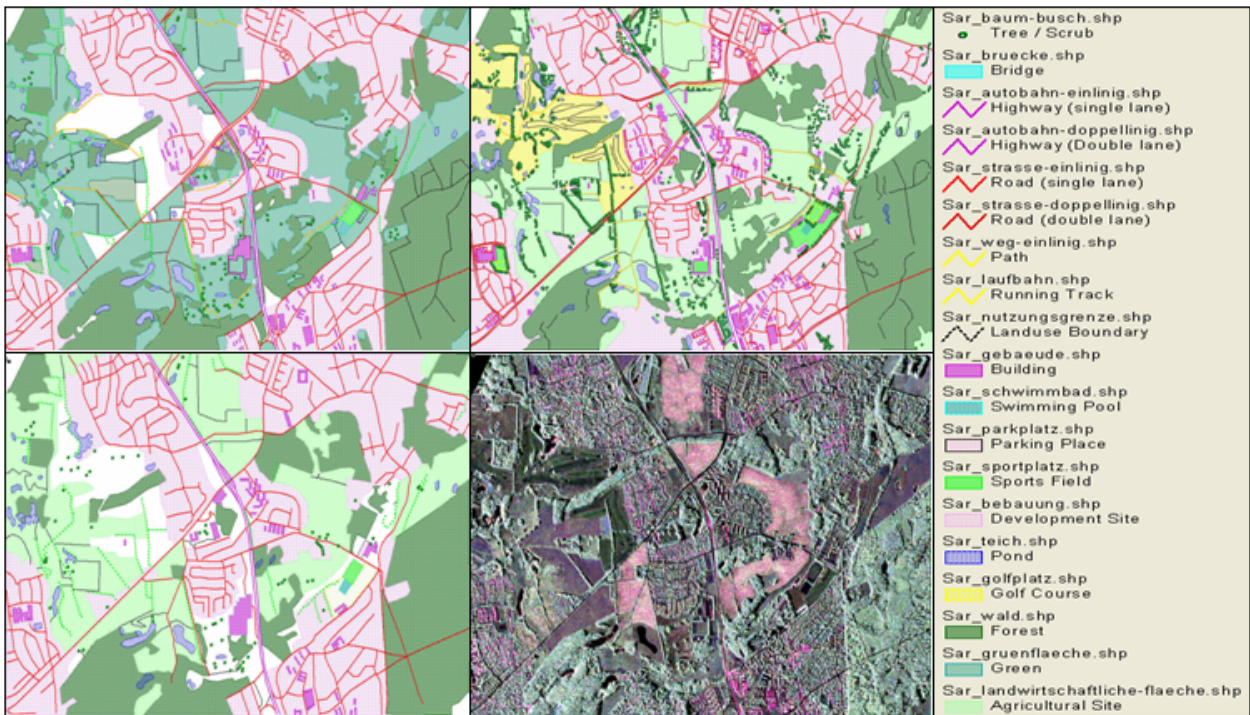 Sar_baum-busch.shp
Tree / Scrub
Sar_bruecke.shp
Bridge
Sar_autobahn-einlinig.shp
Highway (single lane)
Sar_autobahn-doppellinig.shp
Highway (Double lane)
Sar_strasse-einlinig.shp
Road (single lane)
Sar_strasse-doppellinig.shp
Road (double lane)
Sar_weg-einlinig.shp
Path
Sar_laufbahn.shp
Running Track
Sar_nutzungsgrenze.shp
Landuse Boundary
Sar_gebaeude.shp
Building
Sar_schwimmbad.shp
Swimming Pool
Sar_parkplatz.shp
Parking Place
Sar_sportplatz.shp
Sports Field
Sar_bebauung.shp
Development Site
Sar_teich.shp
Pond
Sar_golfplatz.shp
Golf Course
Sar_wald.shp
Forest
Sar_gruenflaeche.shp
Green
Sar_landwirtschaftliche-flaeche.shp
Agricultural Site